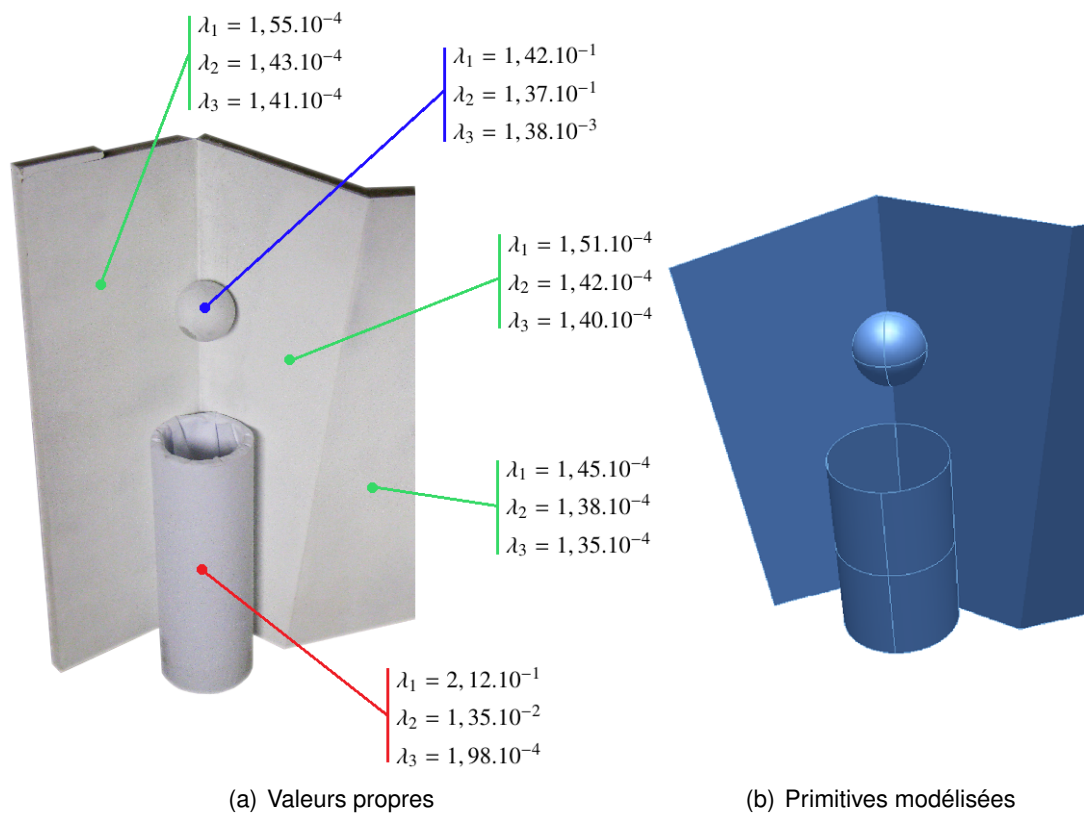 λ₁ = 1,55.10⁻⁴
λ₂ = 1,43.10⁻⁴
λ₃ = 1,41.10⁻⁴
λ₁ = 1,42.10⁻¹
λ₂ = 1,37.10⁻¹
λ₃ = 1,38.10⁻³
λ₁ = 1,51.10⁻⁴
λ₂ = 1,42.10⁻⁴
λ₃ = 1,40.10⁻⁴
λ₁ = 1,45.10⁻⁴
λ₂ = 1,38.10⁻⁴
λ₃ = 1,35.10⁻⁴
λ₁ = 2,12.10⁻¹
λ₂ = 1,35.10⁻²
λ₃ = 1,98.10⁻⁴
(a) Valeurs propres
(b) Primitives modélisées